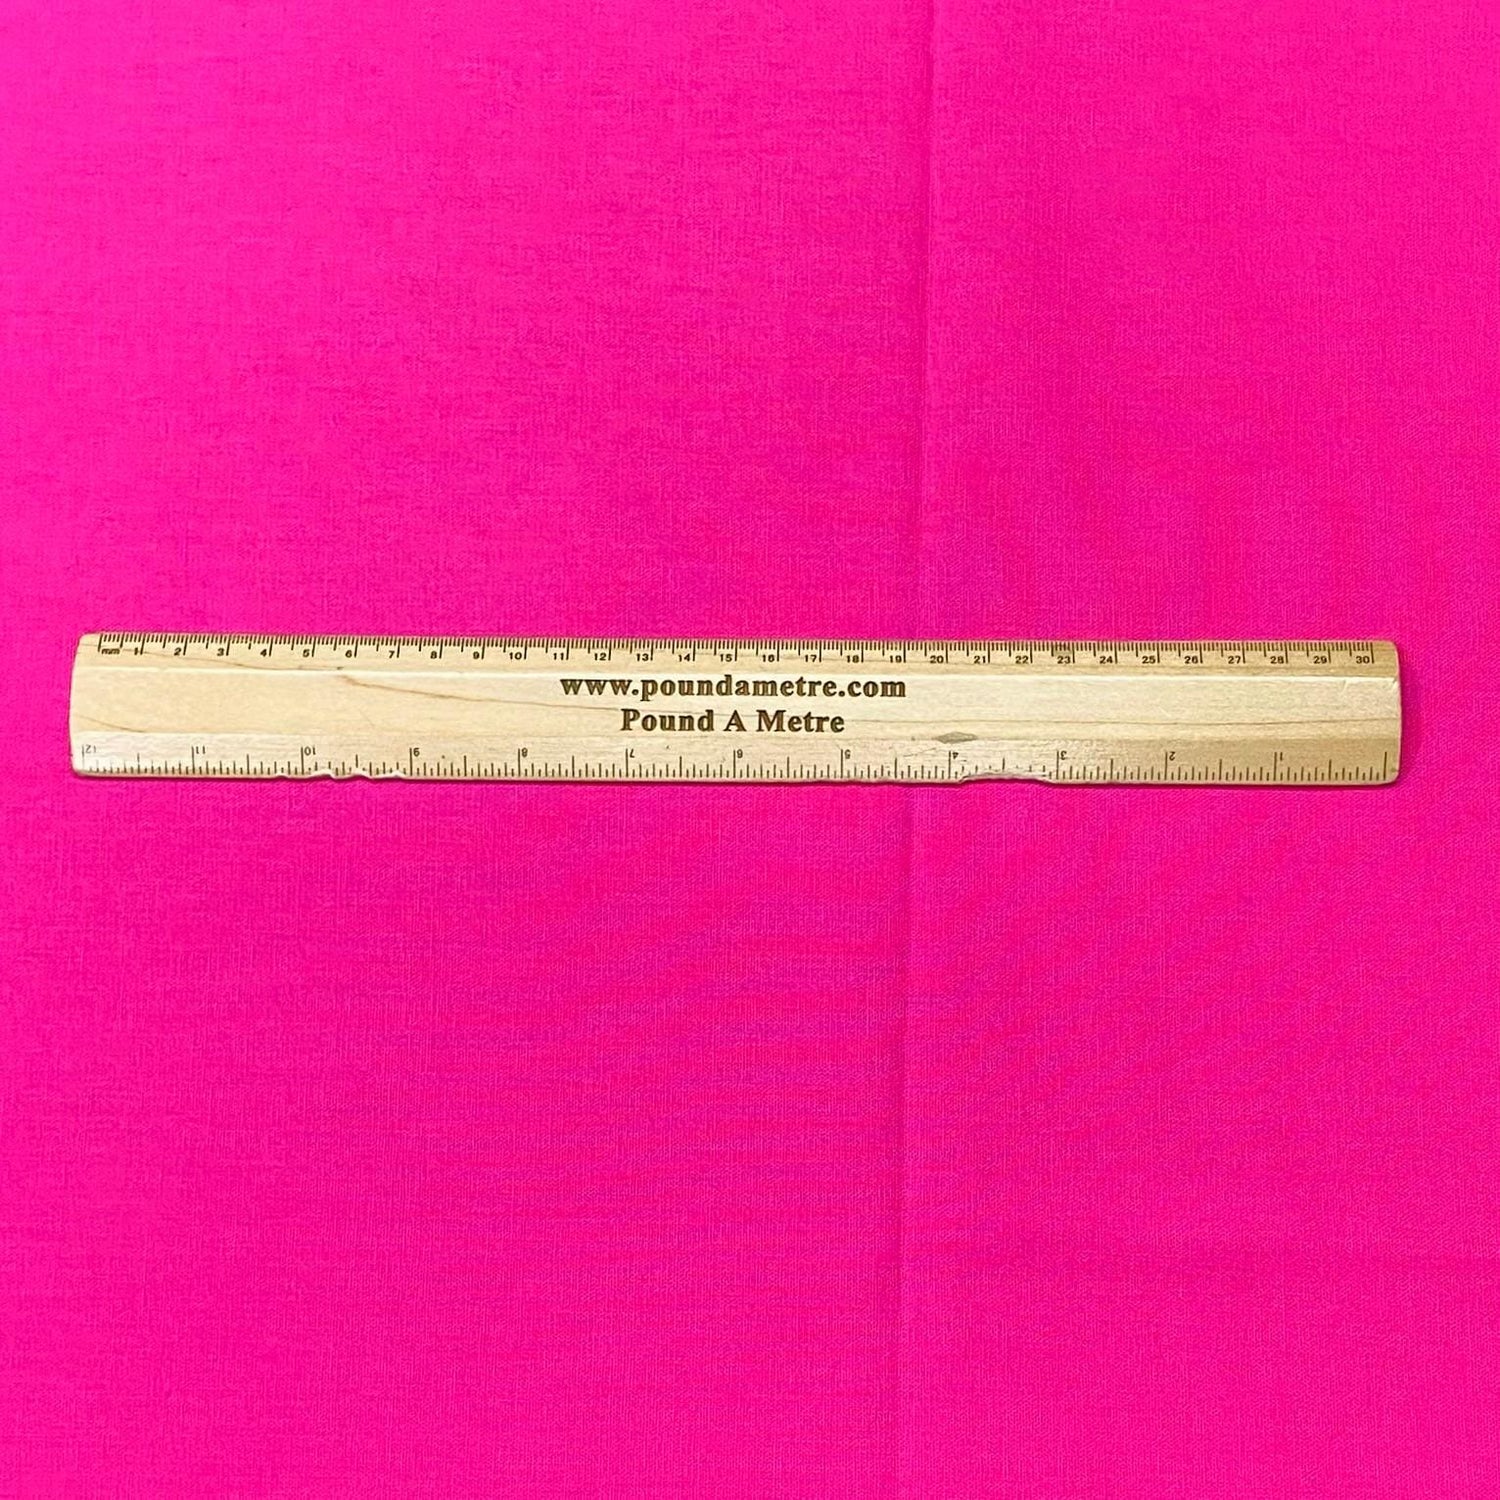 mm 1 2 3 4 5 6 7 8 9 10 11 12 13 14 15 16 17 18 19 20 21 22 23 24 25 26 27 28 29 30
www.poundametre.com
Pound A Metre
12 11 10 9 8 7 6 5 4 3 2 1